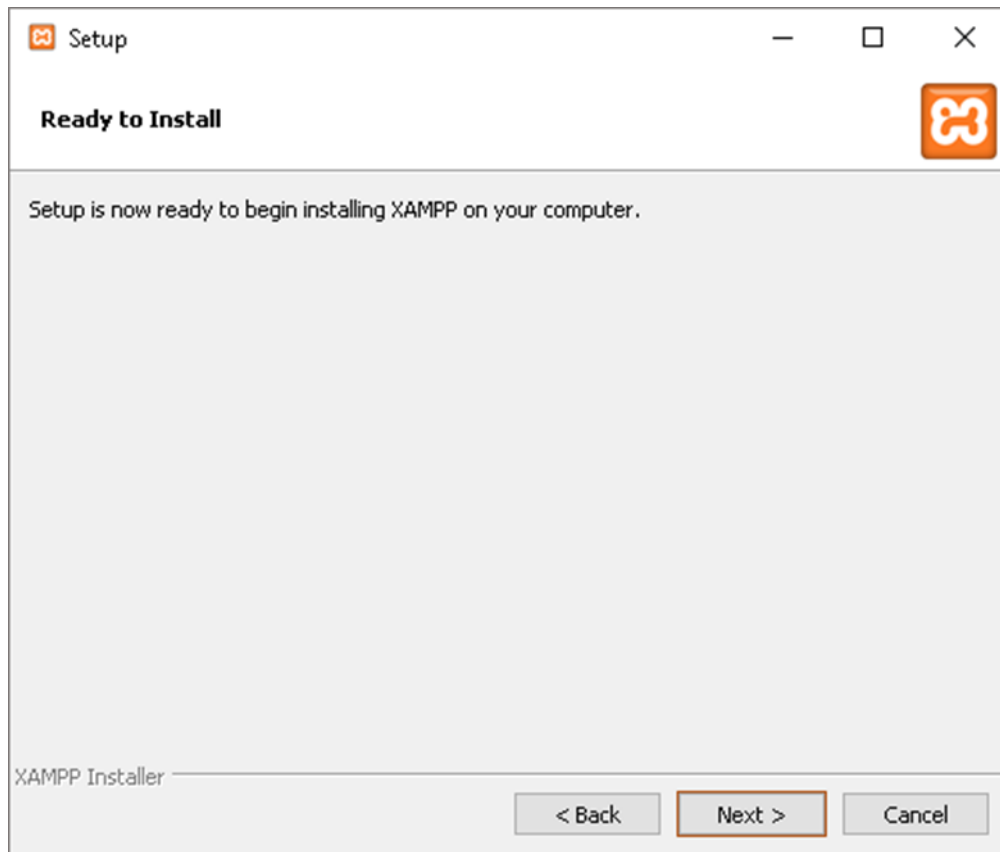 Setup
Ready to Install
Setup is now ready to begin installing XAMPP on your computer.
XAMPP Installer
< Back Next > Cancel